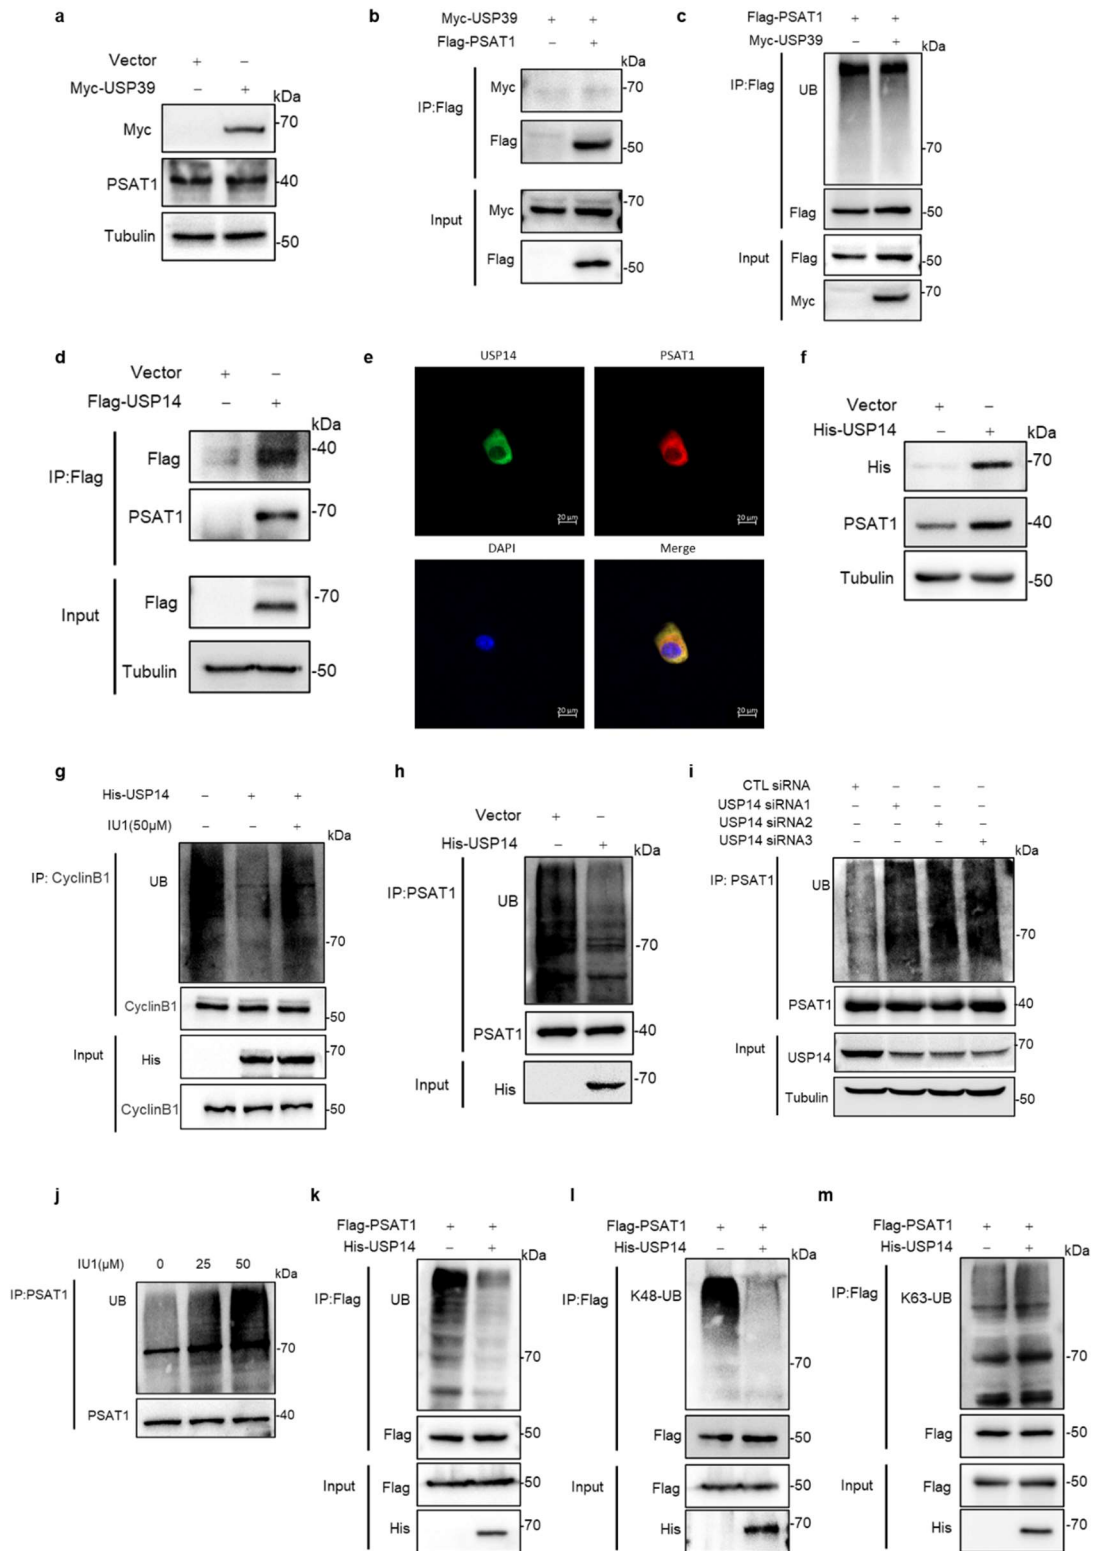 a
Vector + −
Myc-USP39 − +
kDa
Myc -70
PSAT1 -40
Tubulin -50
b
Myc-USP39 + +
Flag-PSAT1 − +
kDa
IP:Flag
Myc -70
Flag -50
Input
Myc -70
Flag -50
c
Flag-PSAT1 + +
Myc-USP39 − +
kDa
IP:Flag
UB
-70
Flag -50
Input
Flag -50
Myc -70
d
Vector + −
Flag-USP14 − +
kDa
IP:Flag
Flag -40
PSAT1 -70
Input
Flag -70
Tubulin -50
e
USP14 PSAT1
20 μm 20 μm
DAPI Merge
20 μm 20 μm
f
Vector + −
His-USP14 − +
kDa
His -70
PSAT1 -40
Tubulin -50
g
His-USP14 − + +
IU1(50μM) − − +
kDa
IP: CyclinB1
UB
-70
CyclinB1 -50
Input
His -70
CyclinB1 -50
h
Vector + −
His-USP14 − +
kDa
IP:PSAT1
UB
-70
PSAT1 -40
Input His -70
i
CTL siRNA + − − −
USP14 siRNA1 − + − −
USP14 siRNA2 − − + −
USP14 siRNA3 − − − +
kDa
IP: PSAT1 UB
-70
PSAT1 -40
Input
USP14 -70
Tubulin -50
j
IU1(μM) 0 25 50
kDa
IP:PSAT1 UB
-70
PSAT1 -40
k
Flag-PSAT1 + +
His-USP14 − +
kDa
IP:Flag UB
-70
Flag -50
Input Flag -50
His -70
l
Flag-PSAT1 + +
His-USP14 − +
kDa
IP:Flag K48-UB
-70
Flag -50
Input Flag -50
His -70
m
Flag-PSAT1 + +
His-USP14 − +
kDa
IP:Flag K63-UB
-70
Flag -50
Input Flag -50
His -70